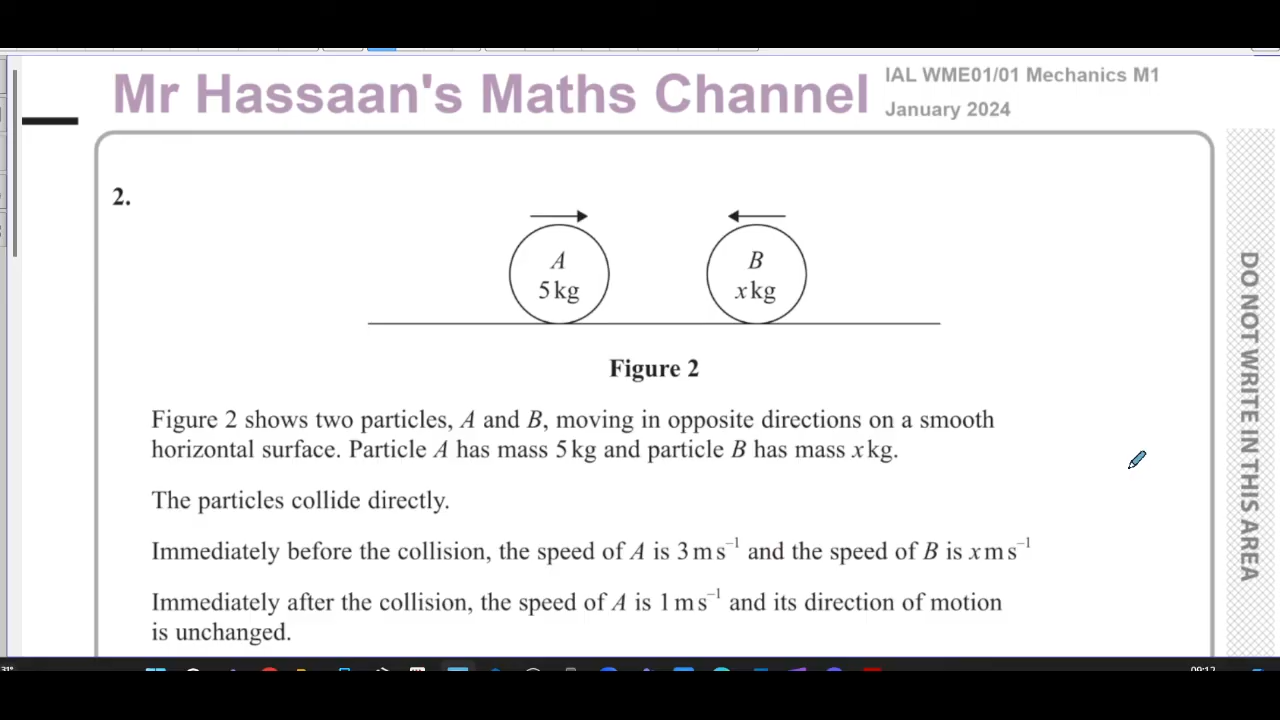 Mr Hassaan's Maths Channel
IAL WME01/01 Mechanics M1
January 2024
2.
A
5 kg
B
x kg
Figure 2
Figure 2 shows two particles, A and B, moving in opposite directions on a smooth
horizontal surface. Particle A has mass 5 kg and particle B has mass x kg.
The particles collide directly.
Immediately before the collision, the speed of A is 3 m s⁻¹ and the speed of B is x m s⁻¹
Immediately after the collision, the speed of A is 1 m s⁻¹ and its direction of motion
is unchanged.
DO NOT WRITE IN THIS AREA
31°